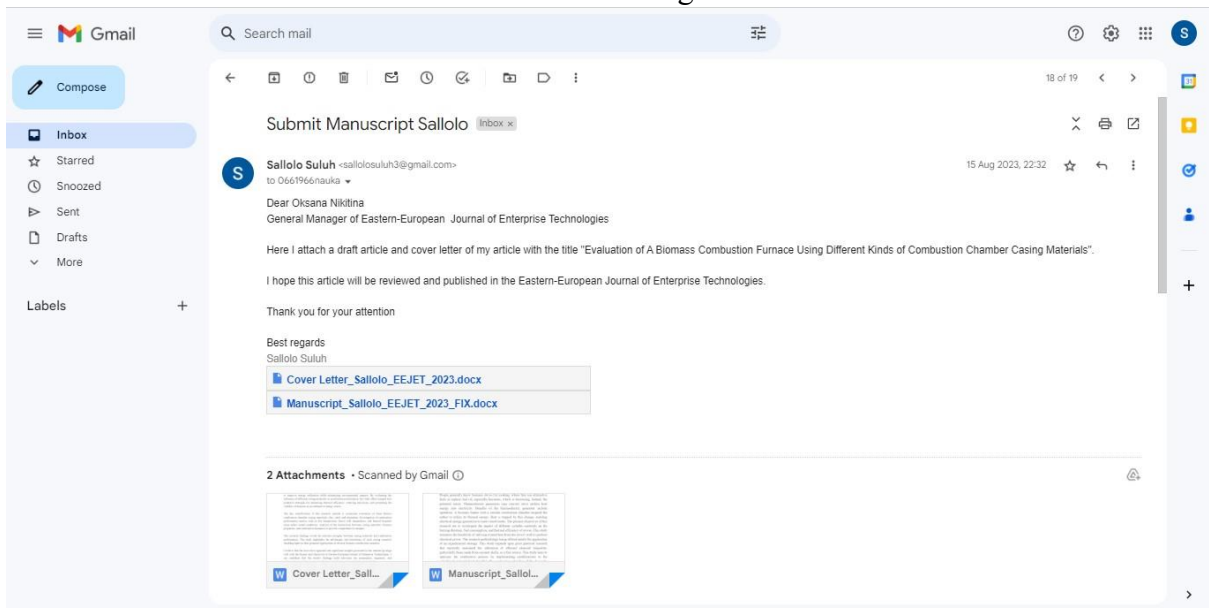 Gmail
Search mail
S
Compose
18 of 19
31
Submit Manuscript Sallolo Inbox x
Inbox
Starred
Snoozed
Sent
Drafts
More
Labels
S
Sallolo Suluh <sallolosuluh3@gmail.com>
15 Aug 2023, 22:32
to 0661966nauka
Dear Oksana Nikitina
General Manager of Eastern-European Journal of Enterprise Technologies
Here I attach a draft article and cover letter of my article with the title "Evaluation of A Biomass Combustion Furnace Using Different Kinds of Combustion Chamber Casing Materials".
I hope this article will be reviewed and published in the Eastern-European Journal of Enterprise Technologies.
Thank you for your attention
Best regards
Sallolo Suluh
Cover Letter_Sallolo_EEJET_2023.docx
Manuscript_Sallolo_EEJET_2023_FIX.docx
2 Attachments • Scanned by Gmail
W Cover Letter_Sall...
W Manuscript_Sallol...